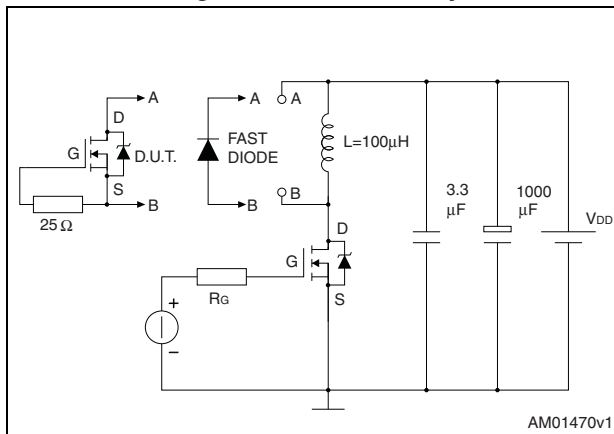 A
D
G
D.U.T.
S
B
25 Ω
A
FAST
DIODE
B
A
L=100µH
B
D
G
S
RG
+
–
3.3
µF
1000
µF
VDD
AM01470v1